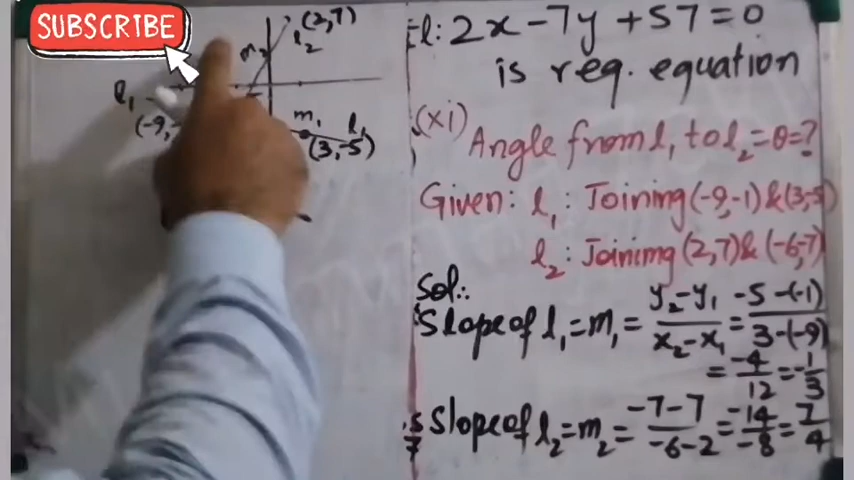 SUBSCRIBE
(2,7)
l₂
m₂
l₁
(-9,-
m₁
l₁
(3,-5)
l: 2x-7y+57=0
is req. equation
(xi)
Angle from l₁ to l₂=θ=?
Given: l₁: Joining(-9,-1)&(3,-5)
l₂: Joining(2,7)&(-6,-7)
Sol:.
Slope of l₁=m₁= y₂-y₁/x₂-x₁ = -5-(-1)/3-(-9)
= -4/12 = -1/3
Slope of l₂=m₂= -7-7/-6-2 = -14/-8 = 7/4